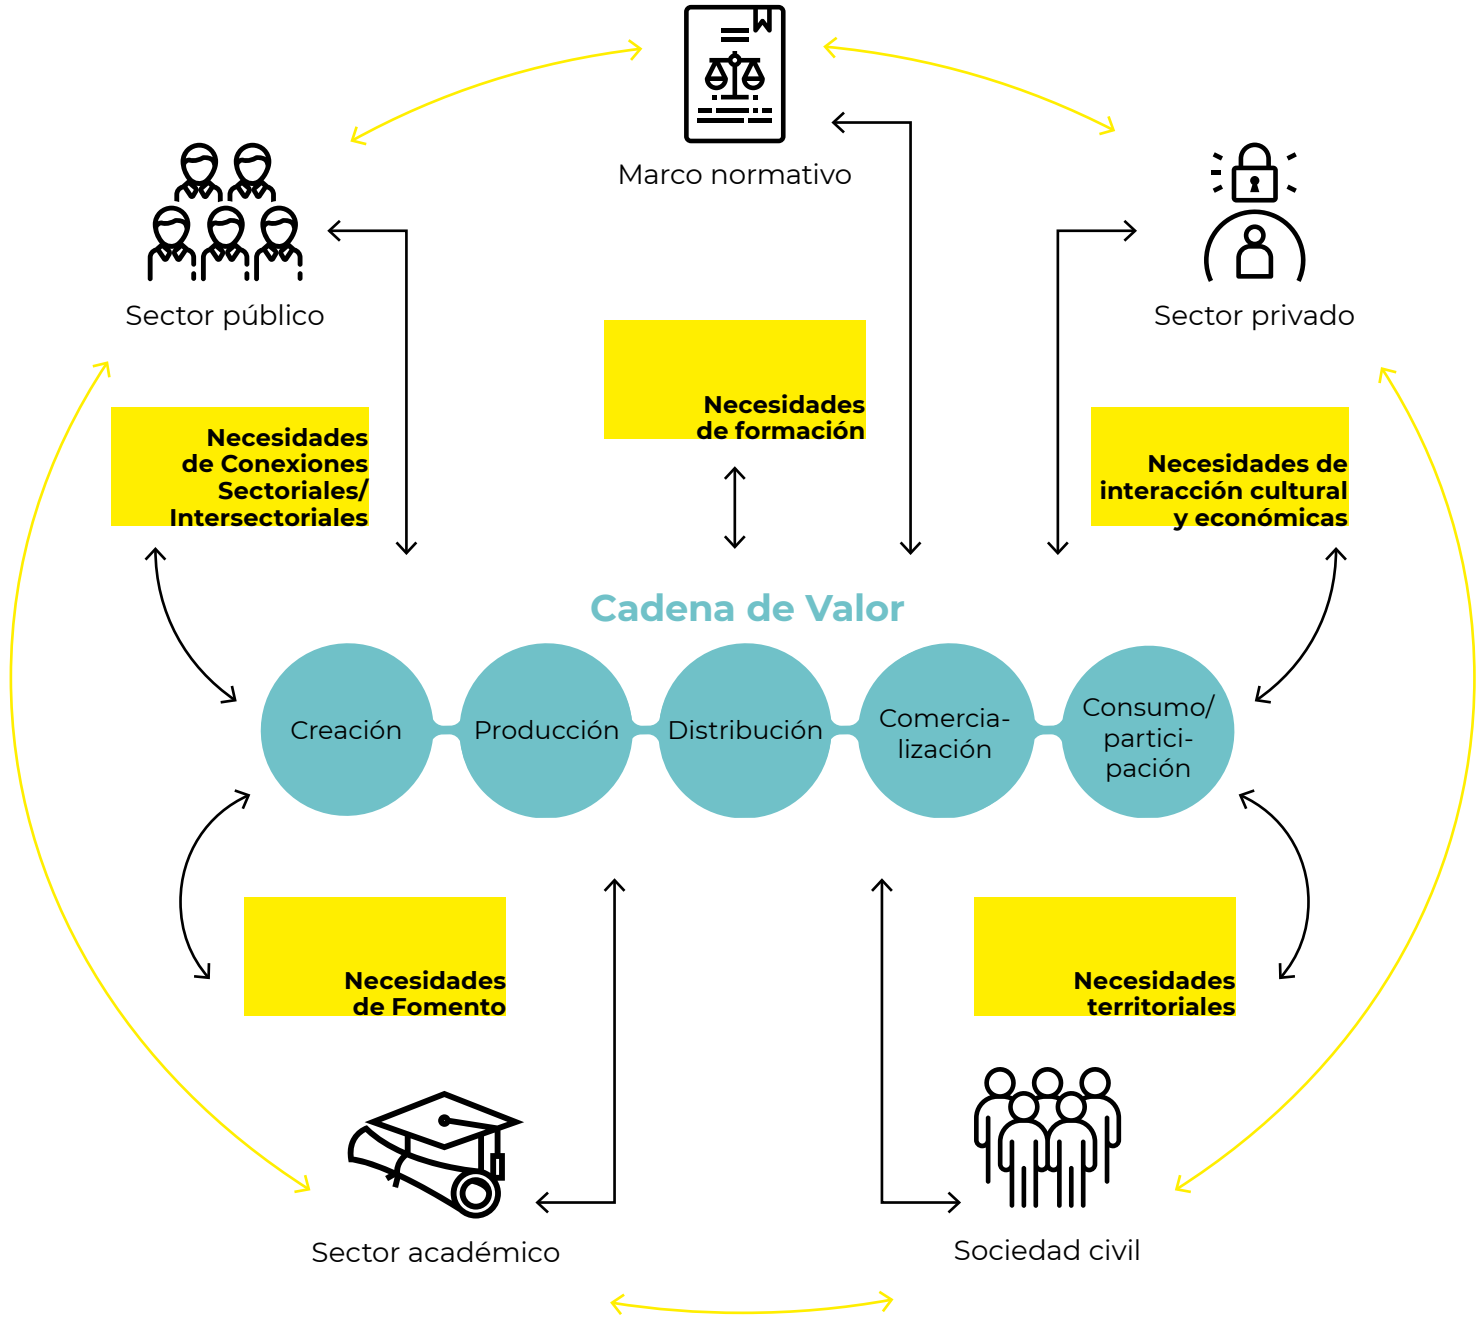 Marco normativo
Sector público
Sector privado
Necesidades
de formación
Necesidades
de Conexiones
Sectoriales/
Intersectoriales
Necesidades de
interacción cultural
y económicas
Cadena de Valor
Creación
Producción
Distribución
Comercia-
lización
Consumo/
partici-
pación
Necesidades
de Fomento
Necesidades
territoriales
Sector académico
Sociedad civil